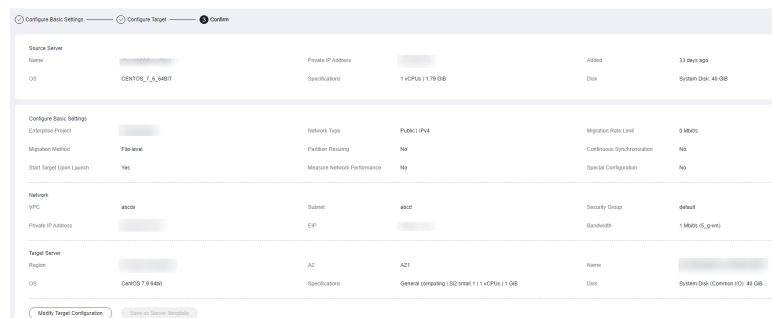 Configure Basic Settings Configure Target 3 Confirm
Source Server
Name Private IP Address Added 33 days ago
OS CENTOS_7_6_64BIT Specifications 1 vCPUs | 1.79 GiB Disk System Disk: 40 GiB
Configure Basic Settings
Enterprise Project Network Type Public | IPv4 Migration Rate Limit 0 Mbit/s
Migration Method File-level Partition Resizing No Continuous Synchronization No
Start Target Upon Launch Yes Measure Network Performance No Special Configuration No
Network
VPC abcds Subnet abcd Security Group default
Private IP Address EIP Bandwidth 1 Mbit/s (5_g-vm)
Target Server
Region AZ AZ1 Name
OS CentOS 7.9 64bit Specifications General computing | SI2.small.1 | 1 vCPUs | 1 GiB Disk System Disk (Common I/O): 40 GiB
Modify Target Configuration Save as Server Template